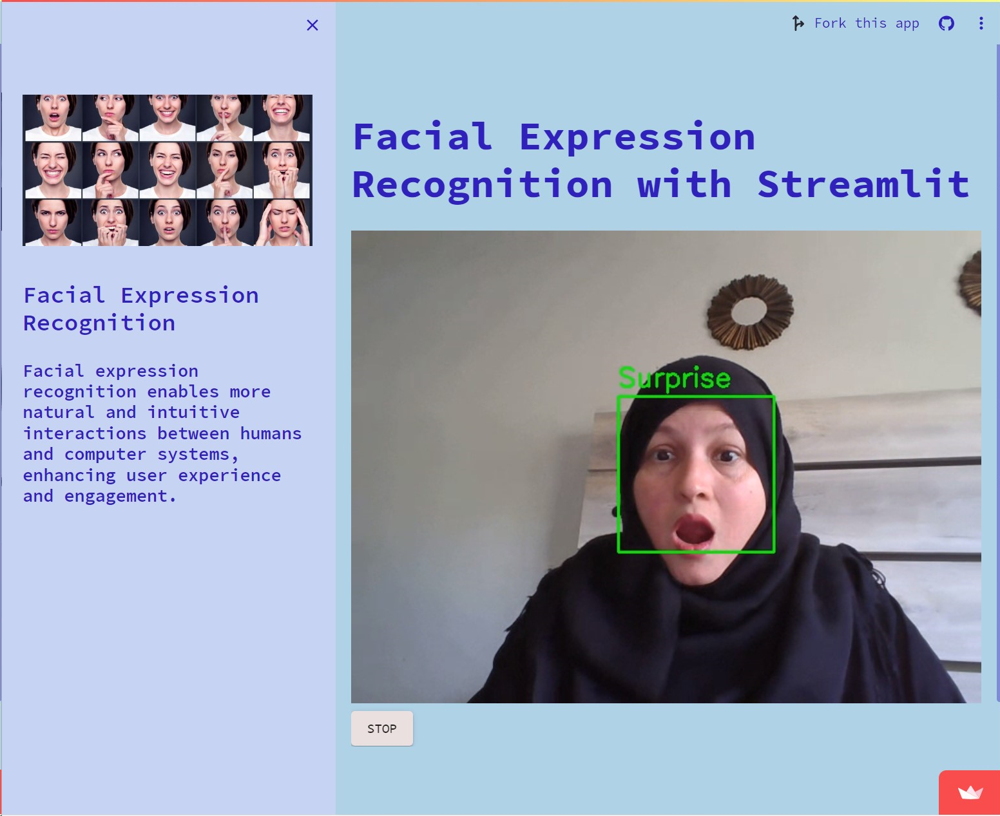 Fork this app
Facial Expression
Recognition
Facial expression
recognition enables more
natural and intuitive
interactions between humans
and computer systems,
enhancing user experience
and engagement.
Facial Expression
Recognition with Streamlit
Surprise
STOP